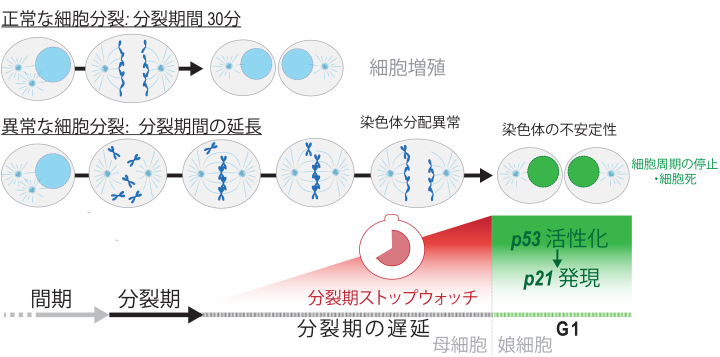 正常な細胞分裂: 分裂期間 30分
細胞増殖
異常な細胞分裂: 分裂期間の延長
染色体分配異常
染色体の不安定性
細胞周期の停止
・細胞死
p53 活性化
p21 発現
間期
分裂期
分裂期ストップウォッチ
分裂期の遅延
G1
母細胞
娘細胞